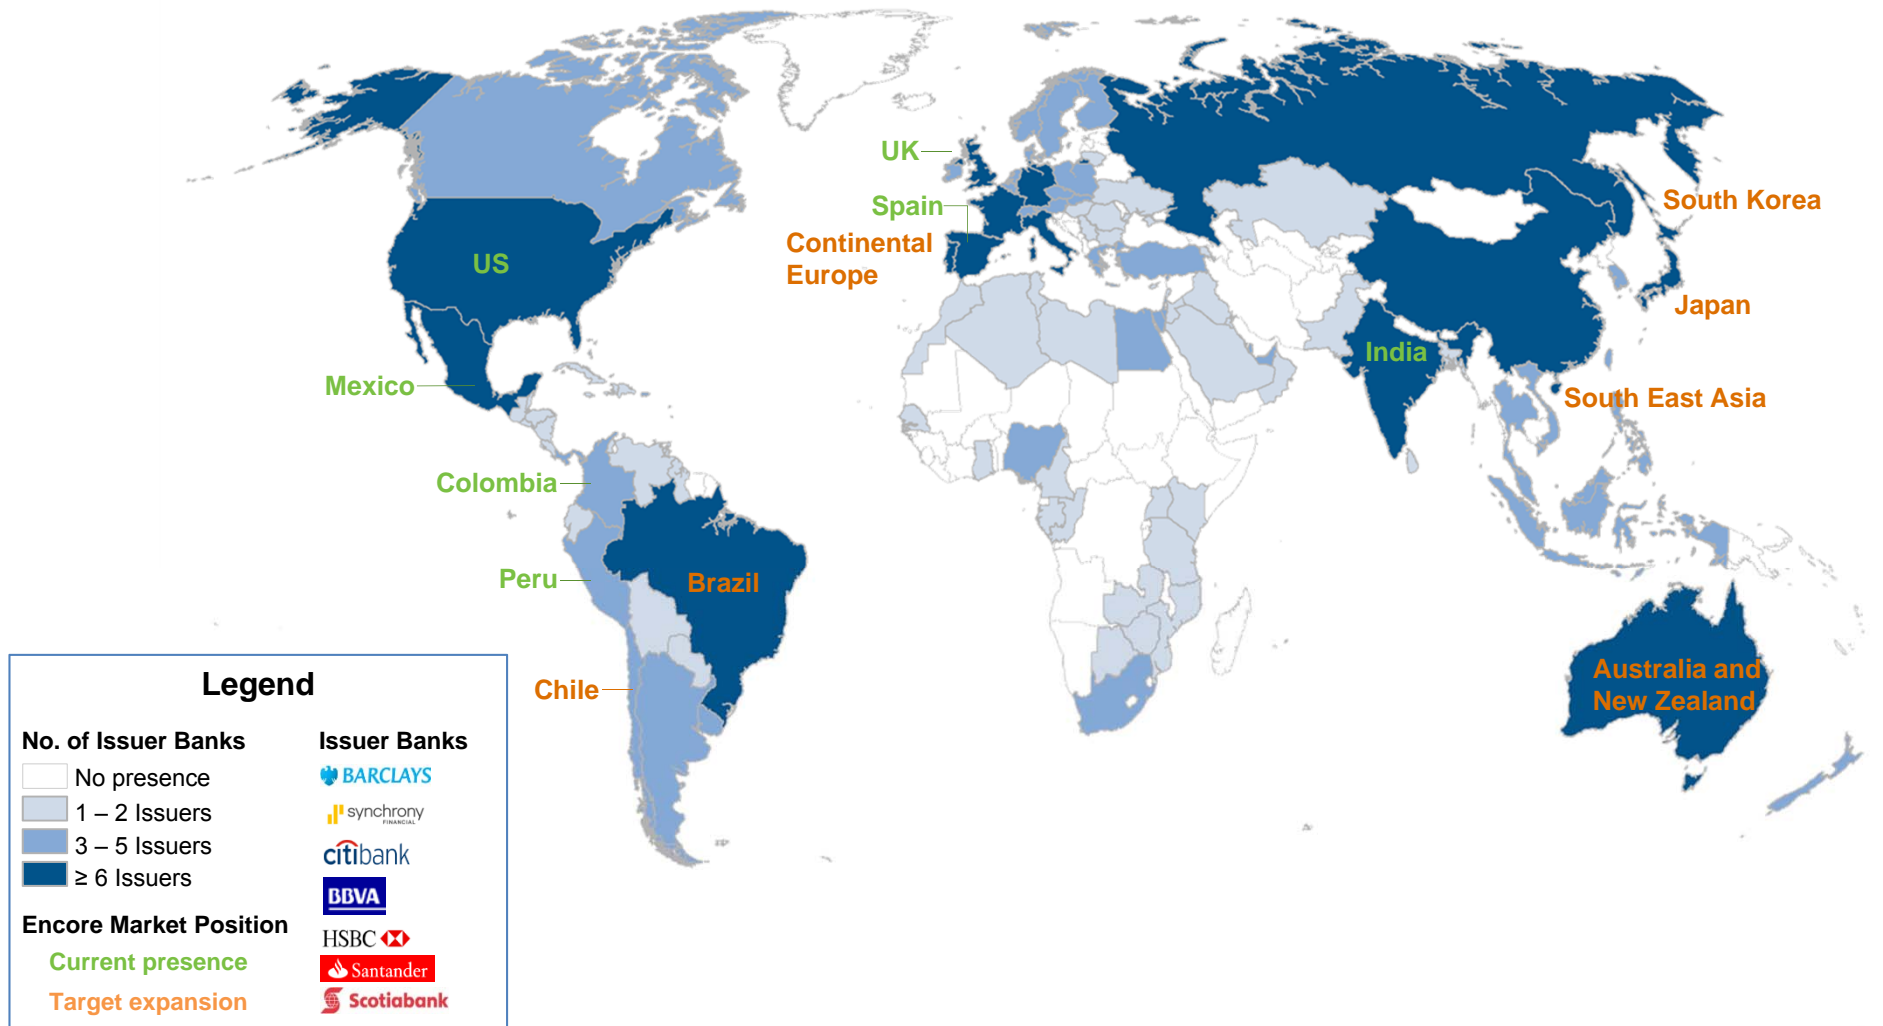 UK
Spain
Continental
Europe
South Korea
US
Japan
India
Mexico
South East Asia
Colombia
Peru
Brazil
Chile
Australia and
New Zealand
Legend
No. of Issuer Banks
No presence
1 – 2 Issuers
3 – 5 Issuers
≥ 6 Issuers
Encore Market Position
Current presence
Target expansion
Issuer Banks
BARCLAYS
synchrony
FINANCIAL
citibank
BBVA
HSBC
Santander
Scotiabank